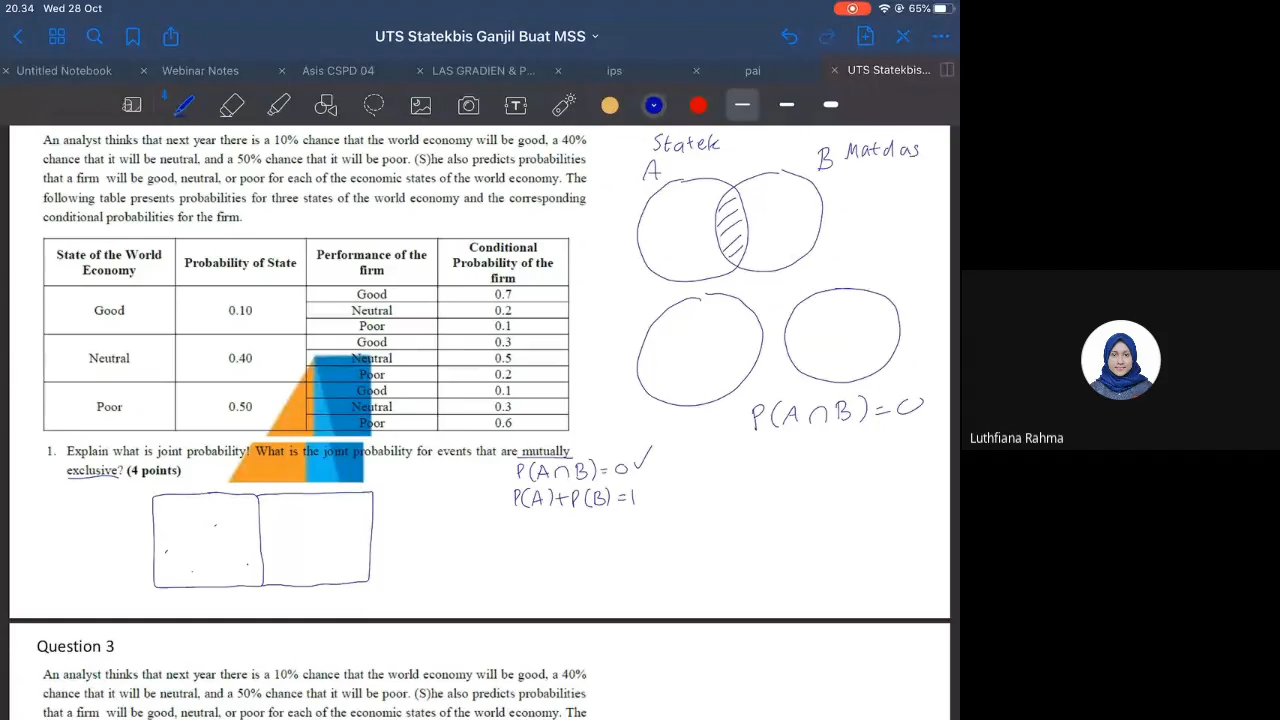 20.34 Wed 28 Oct
65%
UTS Statekbis Ganjil Buat MSS
Untitled Notebook
Webinar Notes
Asis CSPD 04
LAS GRADIEN & P...
ips
pai
UTS Statekbis...
4
T
An analyst thinks that next year there is a 10% chance that the world economy will be good, a 40%
chance that it will be neutral, and a 50% chance that it will be poor. (S)he also predicts probabilities
that a firm will be good, neutral, or poor for each of the economic states of the world economy. The
following table presents probabilities for three states of the world economy and the corresponding
conditional probabilities for the firm.
State of the World Economy
Probability of State
Performance of the firm
Conditional Probability of the firm
Good 0.10 Good 0.7
Neutral 0.2
Poor 0.1
Neutral 0.40 Good 0.3
Neutral 0.5
Poor 0.2
Poor 0.50 Good 0.1
Neutral 0.3
Poor 0.6
1. Explain what is joint probability! What is the joint probability for events that are mutually
exclusive? (4 points)
P(A∩B)=0✓
P(A)+P(B)=1
Statek
A
B Matdas
P(A∩B)=0
Question 3
An analyst thinks that next year there is a 10% chance that the world economy will be good, a 40%
chance that it will be neutral, and a 50% chance that it will be poor. (S)he also predicts probabilities
that a firm will be good, neutral, or poor for each of the economic states of the world economy. The
Luthfiana Rahma